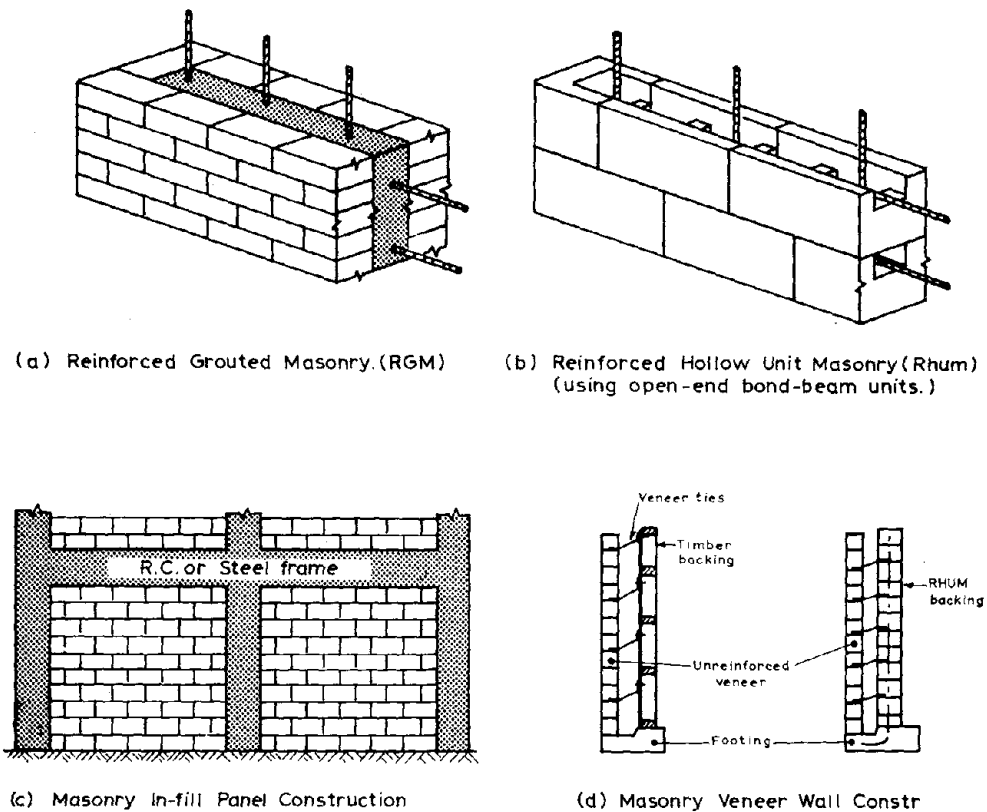 (a) Reinforced Grouted Masonry.(RGM)
(b) Reinforced Hollow Unit Masonry(Rhum)
(using open-end bond-beam units.)
R.C. or Steel frame
(c) Masonry In-fill Panel Construction
Veneer ties
Timber
backing
RHUM
backing
Unreinforced
veneer
Footing
(d) Masonry Veneer Wall Constr